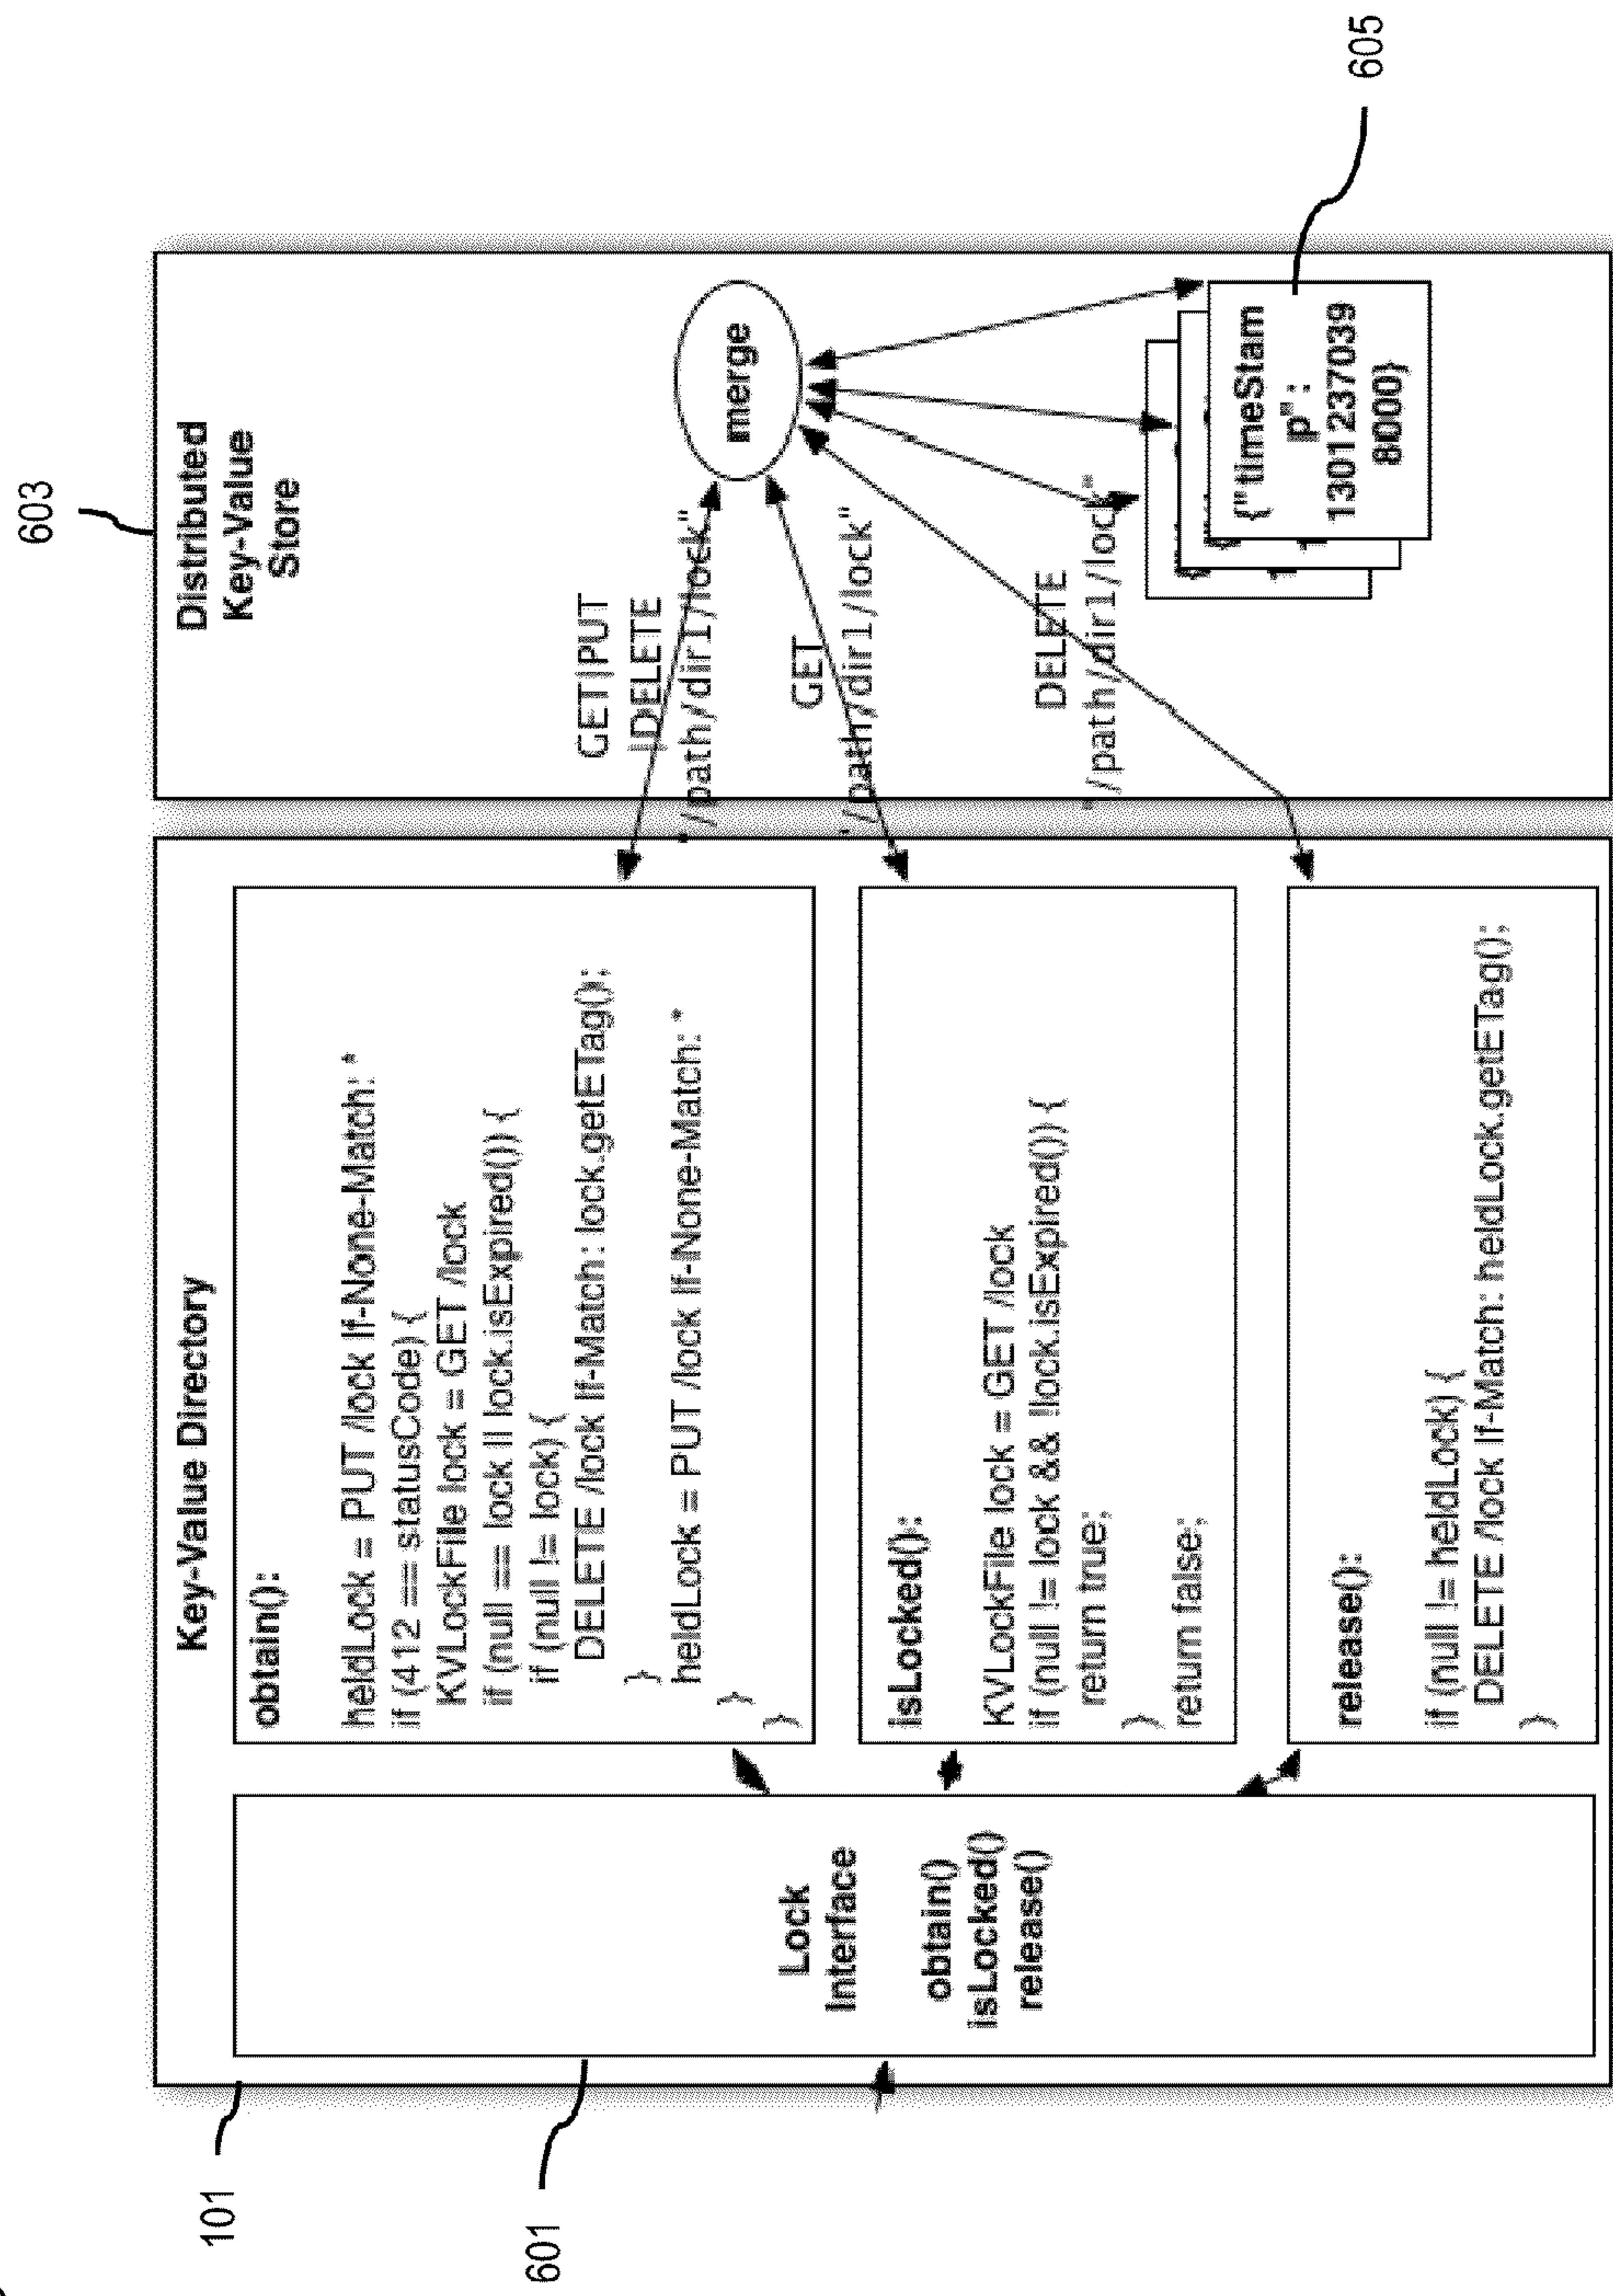 603
Distributed
Key-Value
Store
Key-Value Directory
101
601
Lock
Interface
obtain()
isLocked()
release()
obtain():
heldLock = PUT /lock If-None-Match: *
if (412 == statusCode) {
KVLockFile lock = GET /lock
if (null == lock || lock.isExpired()) {
if (null != lock) {
DELETE /lock If-Match: lock.getETag();
}
heldLock = PUT /lock If-None-Match: *
}
}
isLocked():
KVLockFile lock = GET /lock
if (null != lock && !lock.isExpired()) {
return true;
}
return false;
release():
if (null != heldLock) {
DELETE /lock If-Match: heldLock.getETag();
}
GET|PUT
|DELETE
"/path/dir1/lock"
GET
"/path/dir1/lock"
DELETE
"/path/dir1/lock"
merge
{"timeStam
p":
1301237039
8000}
605